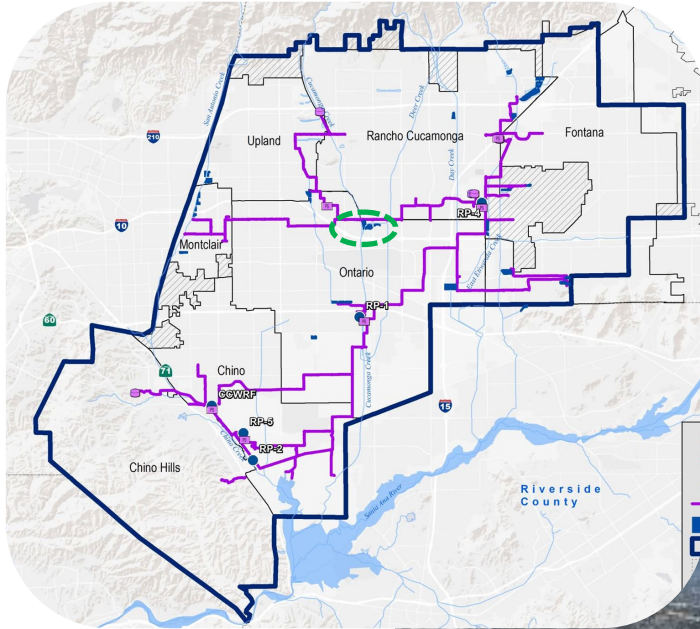 San Antonio Creek
Cucamonga Creek
Deer Creek
Day Creek
210
Upland
Rancho Cucamonga
Fontana
10
RP-4
Montclair
Ontario
East Etiwanda Creek
RP-1
60
71
Chino
Cucamonga Creek
CCWRF
15
RP-5
RP-2
Chino Creek
Chino Hills
Santa Ana River
Riverside
County